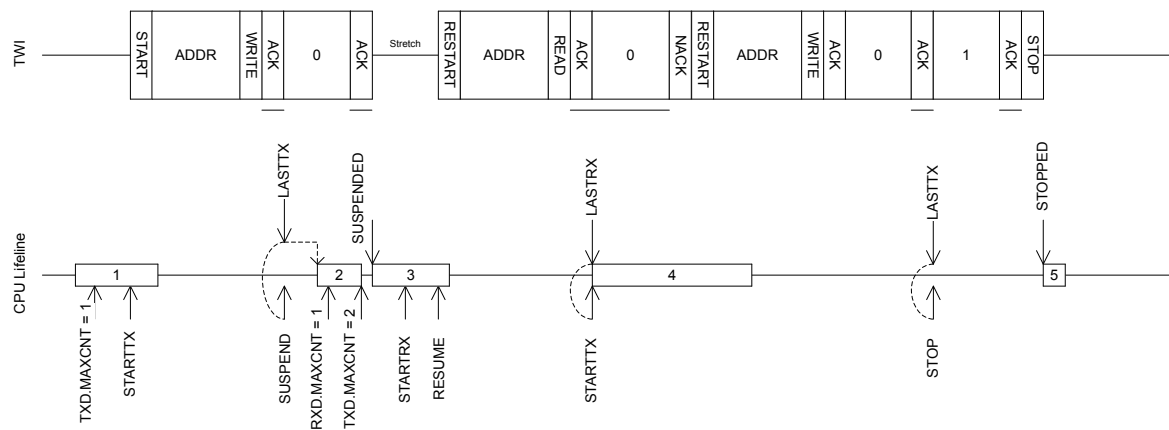 TWI
START
ADDR
WRITE
ACK
0
ACK
Stretch
RESTART
ADDR
READ
ACK
0
NACK
RESTART
ADDR
WRITE
ACK
0
ACK
1
ACK
STOP
CPU Lifeline
LASTTX
SUSPENDED
LASTRX
LASTTX
STOPPED
1
2
3
4
5
TXD.MAXCNT = 1
STARTTX
SUSPEND
RXD.MAXCNT = 1
TXD.MAXCNT = 2
STARTRX
RESUME
STARTTX
STOP